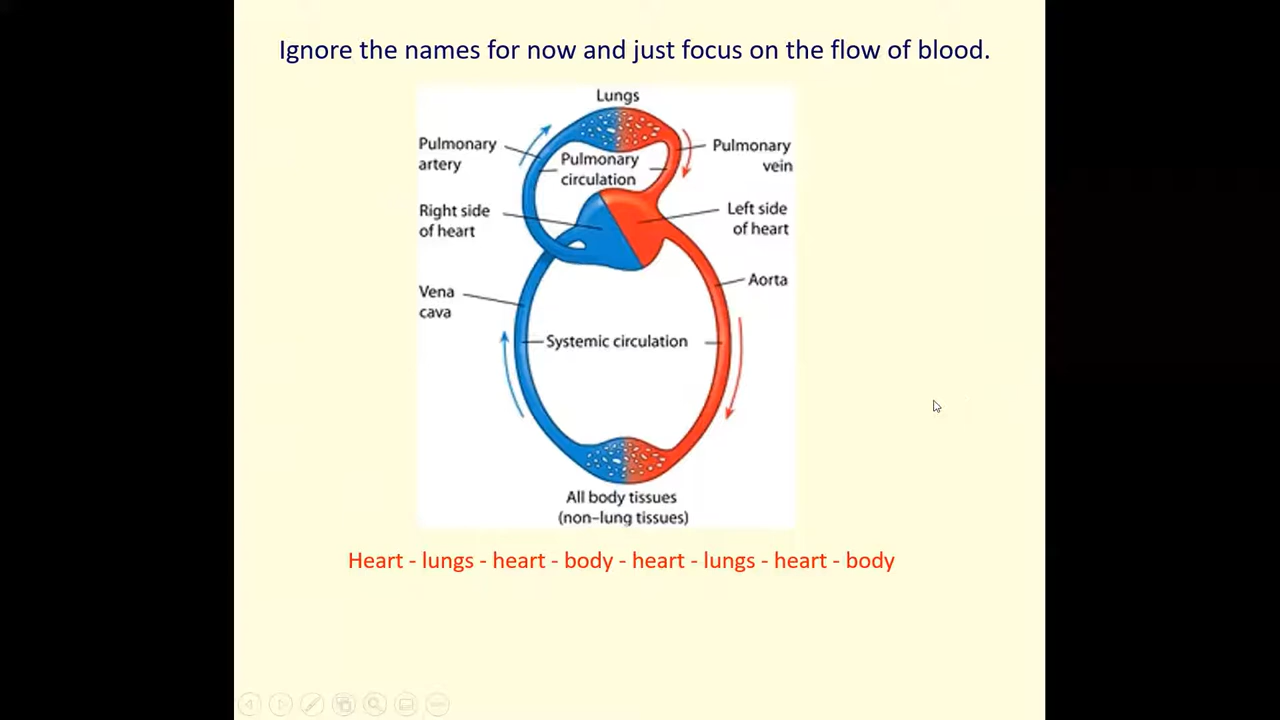 Ignore the names for now and just focus on the flow of blood.
Lungs
Pulmonary
artery
Pulmonary
circulation
Pulmonary
vein
Right side
of heart
Left side
of heart
Vena
cava
Aorta
Systemic circulation
All body tissues
(non–lung tissues)
Heart - lungs - heart - body - heart - lungs - heart - body